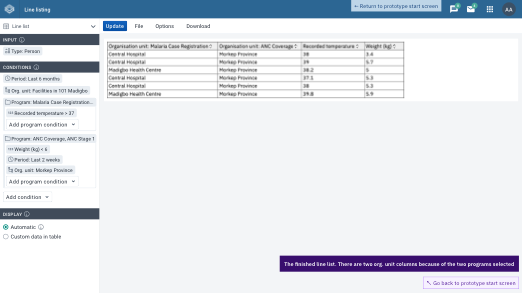 Line listing
← Return to prototype start screen
AA
Line list
Update File Options Download
INPUT
Type: Person
CONDITIONS
Period: Last 6 months
Org. unit: Facilities in 101-Madigbo
Program: Malaria Case Registration...
Recorded temperature > 37
Add program condition
Program: ANC Coverage, ANC Stage 1
Weight (kg) < 6
Period: Last 2 weeks
Org. unit: Morkep Province
Add program condition
Add condition
DISPLAY
Automatic
Custom data in table
Organisation unit: Malaria Case Registration Organisation unit: ANC Coverage Recorded temperature Weight (kg)
Central Hospital Morkep Province 38 3.4
Central Hospital Morkep Province 39 5.7
Madigbo Health Centre Morkep Province 38.2 5
Central Hospital Morkep Province 37.1 5.3
Central Hospital Morkep Province 38 5.3
Madigbo Health Centre Morkep Province 39.8 5.9
The finished line list. There are two org. unit columns because of the two programs selected
Go back to prototype start screen